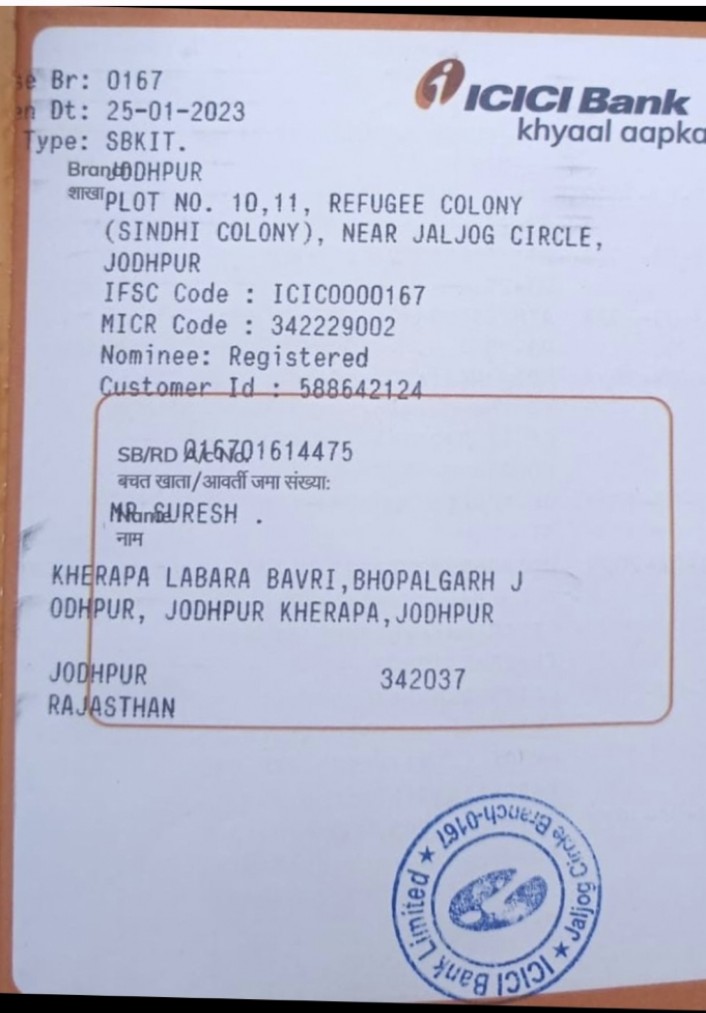 se Br: 0167
en Dt: 25-01-2023
Type: SBKIT.
ICICI Bank
khyaal aapka
Branch JODHPUR
शाखा
PLOT NO. 10,11, REFUGEE COLONY
(SINDHI COLONY), NEAR JALJOG CIRCLE,
JODHPUR
IFSC Code : ICIC0000167
MICR Code : 342229002
Nominee: Registered
Customer Id : 588642124
SB/RD A/c No. 016701614475
बचत खाता/आवर्ती जमा संख्या:
Name MR.SURESH .
नाम
KHERAPA LABARA BAVRI,BHOPALGARH J
ODHPUR, JODHPUR KHERAPA,JODHPUR
JODHPUR 342037
RAJASTHAN
ICICI Bank Limited ★ Jaljog Circle Branch-0167 ★